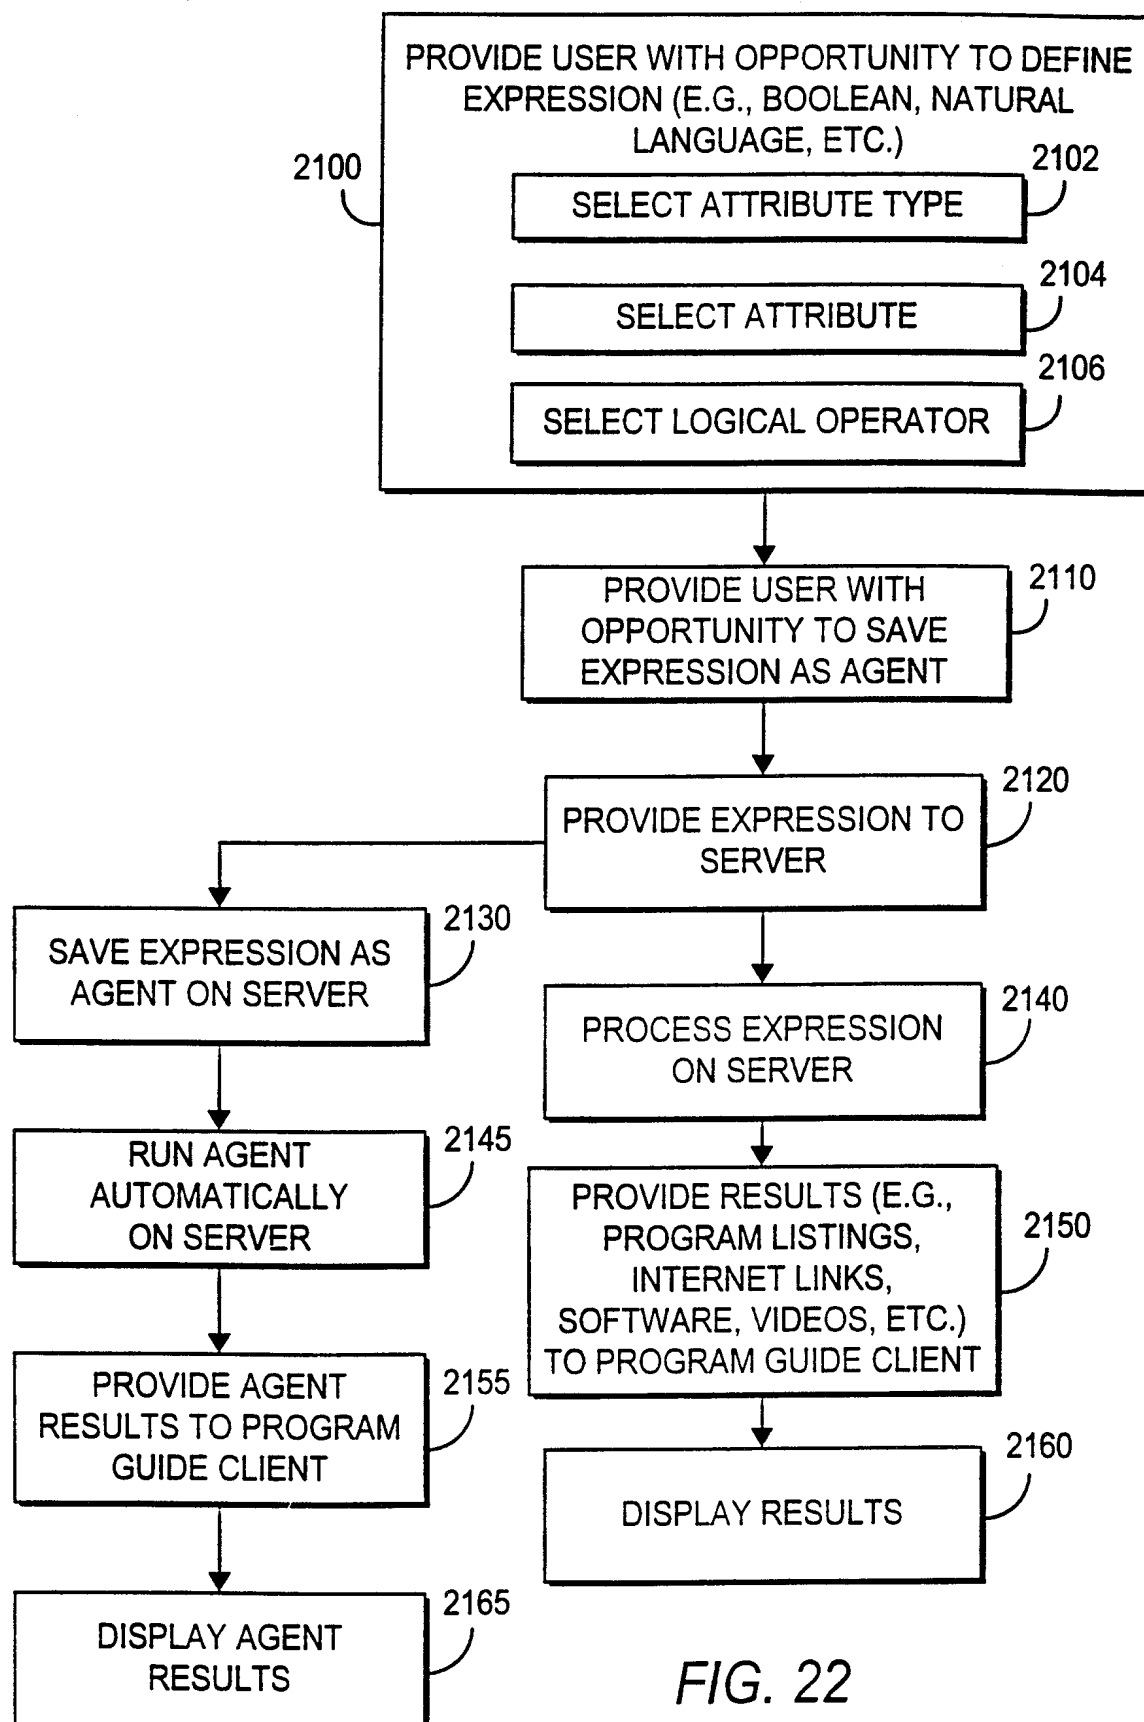 PROVIDE USER WITH OPPORTUNITY TO DEFINE
EXPRESSION (E.G., BOOLEAN, NATURAL
LANGUAGE, ETC.)
2100
2102
SELECT ATTRIBUTE TYPE
2104
SELECT ATTRIBUTE
2106
SELECT LOGICAL OPERATOR
PROVIDE USER WITH
OPPORTUNITY TO SAVE
EXPRESSION AS AGENT
2110
PROVIDE EXPRESSION TO
SERVER
2120
SAVE EXPRESSION AS
AGENT ON SERVER
2130
PROCESS EXPRESSION
ON SERVER
2140
RUN AGENT
AUTOMATICALLY
ON SERVER
2145
PROVIDE RESULTS (E.G.,
PROGRAM LISTINGS,
INTERNET LINKS,
SOFTWARE, VIDEOS, ETC.)
TO PROGRAM GUIDE CLIENT
2150
PROVIDE AGENT
RESULTS TO PROGRAM
GUIDE CLIENT
2155
DISPLAY RESULTS
2160
DISPLAY AGENT
RESULTS
2165
FIG. 22